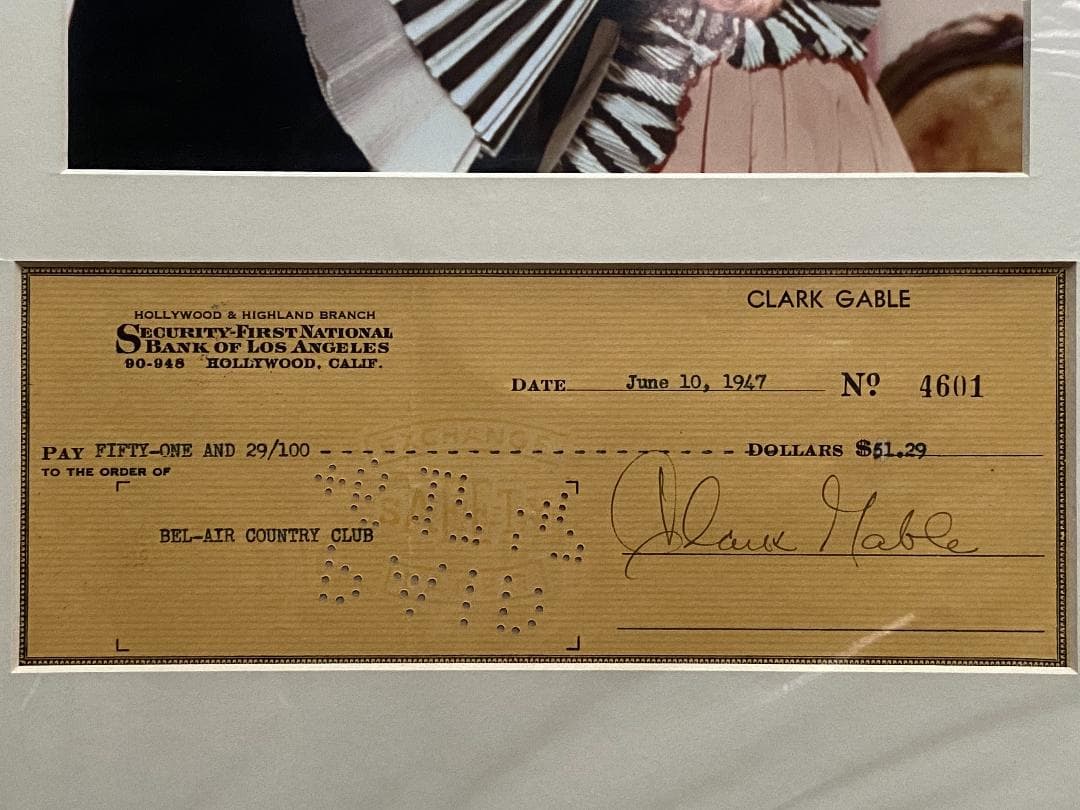 CLARK GABLE
HOLLYWOOD & HIGHLAND BRANCH
SECURITY-FIRST NATIONAL
BANK OF LOS ANGELES
90-948 HOLLYWOOD, CALIF.
DATE June 10, 1947 Nº 4601
PAY FIFTY-ONE AND 29/100 - - - - - - - - - - - - - - - - - - - - - - - - DOLLARS $51.29
TO THE ORDER OF
BEL-AIR COUNTRY CLUB
Clark Gable